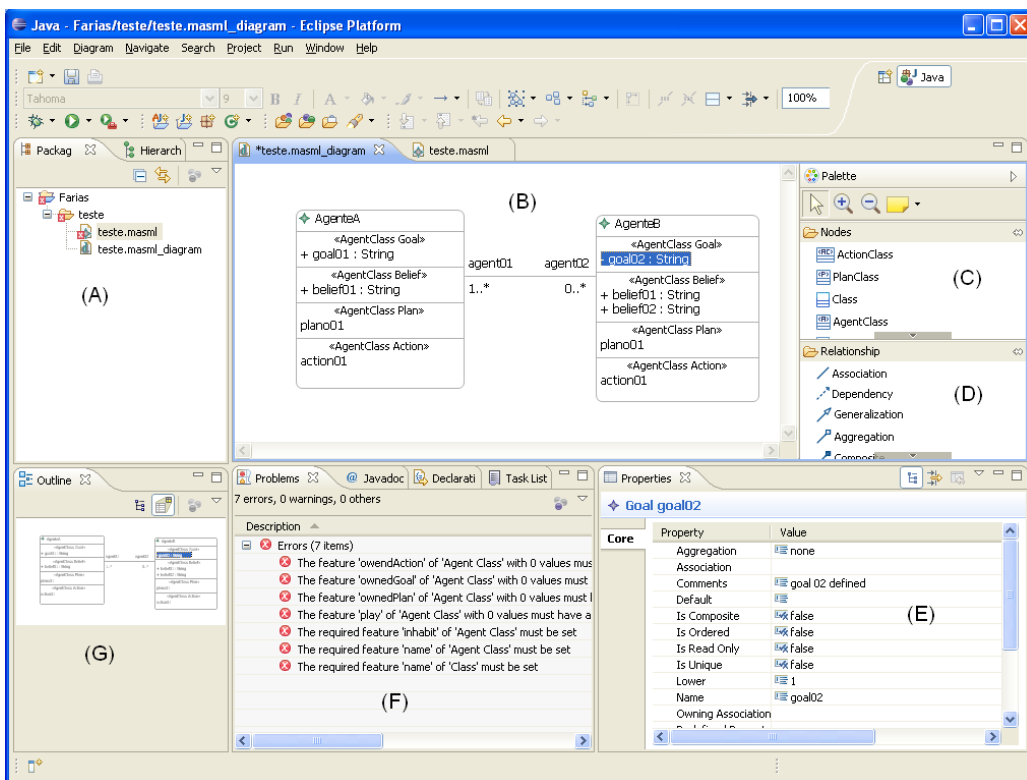 Java - Farias/teste/teste.masml_diagram - Eclipse Platform
File Edit Diagram Navigate Search Project Run Window Help
Tahoma 9 B I A 100%
Java
Packag Hierarch
Farias
teste
teste.masml
teste.masml_diagram
(A)
*teste.masml_diagram teste.masml
(B)
AgenteA
«AgentClass Goal»
+ goal01 : String
«AgentClass Belief»
+ belief01 : String
«AgentClass Plan»
plano01
«AgentClass Action»
action01
agent01 agent02
1..* 0..*
AgenteB
«AgentClass Goal»
- goal02 : String
«AgentClass Belief»
+ belief01 : String
+ belief02 : String
«AgentClass Plan»
plano01
«AgentClass Action»
action01
Palette
Nodes
ActionClass
PlanClass
Class
AgentClass
(C)
Relationship
Association
Dependency
Generalization
Aggregation
(D)
Outline
(G)
Problems Javadoc Declarati Task List
7 errors, 0 warnings, 0 others
Description
Errors (7 items)
The feature 'owendAction' of 'Agent Class' with 0 values mus
The feature 'ownedGoal' of 'Agent Class' with 0 values must
The feature 'ownedPlan' of 'Agent Class' with 0 values must
The feature 'play' of 'Agent Class' with 0 values must have a
The required feature 'inhabit' of 'Agent Class' must be set
The required feature 'name' of 'Agent Class' must be set
The required feature 'name' of 'Class' must be set
(F)
Properties
Goal goal02
Core
Property Value
Aggregation none
Association
Comments goal 02 defined
Default
Is Composite false
Is Ordered false
Is Read Only false
Is Unique false
Lower 1
Name goal02
Owning Association
(E)